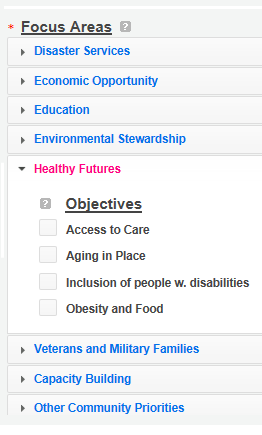 * Focus Areas ?
Disaster Services
Economic Opportunity
Education
Environmental Stewardship
Healthy Futures
? Objectives
Access to Care
Aging in Place
Inclusion of people w. disabilities
Obesity and Food
Veterans and Military Families
Capacity Building
Other Community Priorities